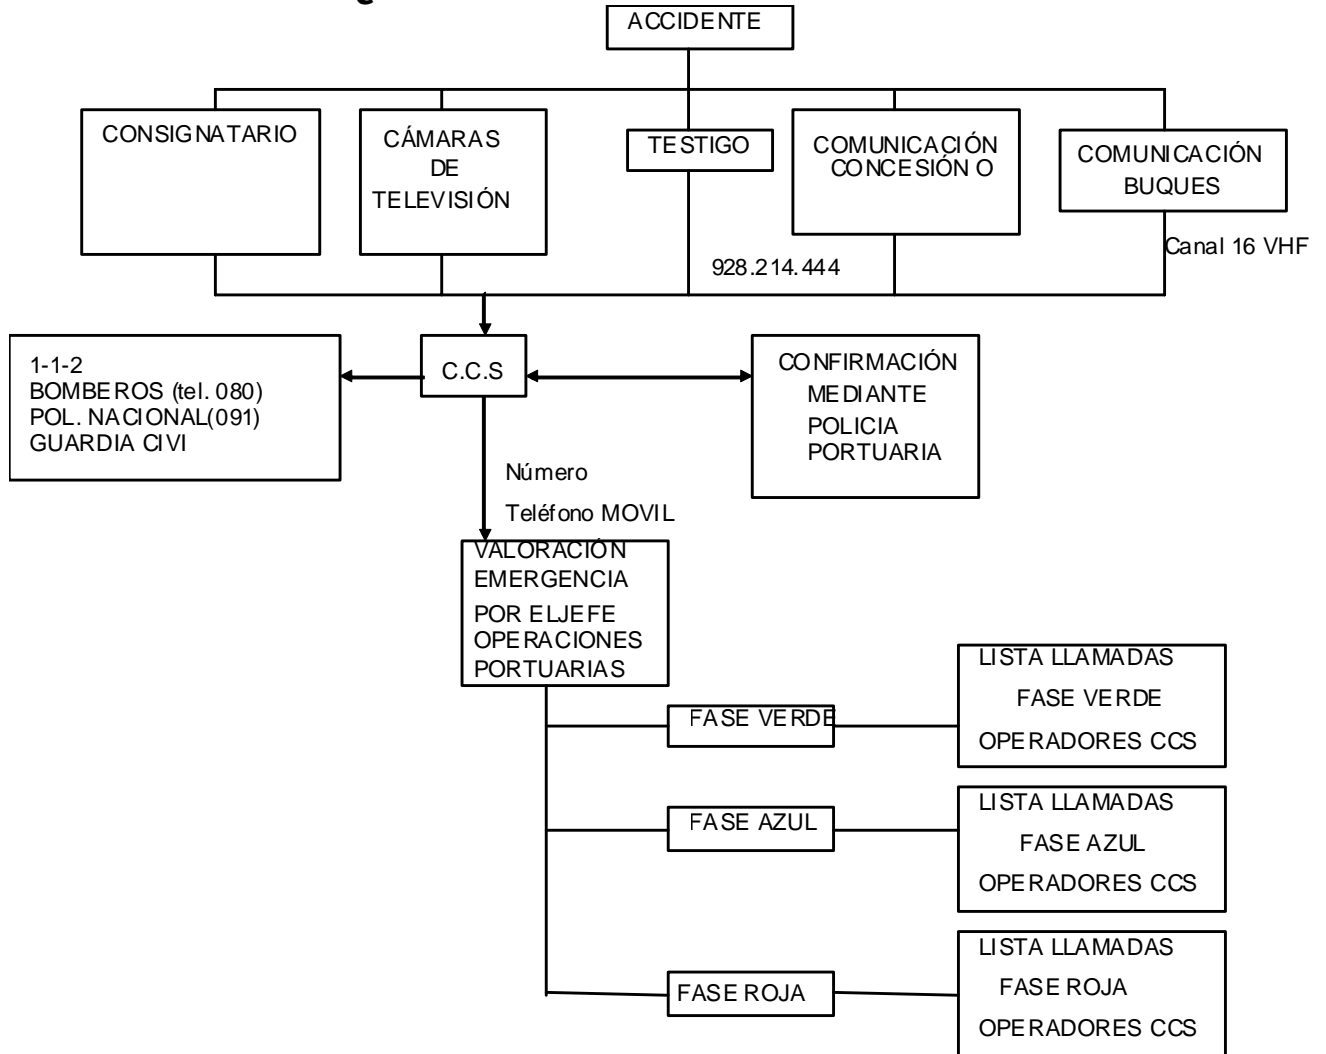 ACCIDENTE
CONSIGNATARIO
CÁMARAS
DE
TELEVISIÓN
TESTIGO
COMUNICACIÓN
CONCESIÓN O
COMUNICACIÓN
BUQUES
928.214.444
Canal 16 VHF
1-1-2
BOMBEROS (tel. 080)
POL. NACIONAL(091)
GUARDIA CIVI
C.C.S
CONFIRMACIÓN
MEDIANTE
POLICIA
PORTUARIA
Número
Teléfono MOVIL
VALORACIÓN
EMERGENCIA
POR EL JEFE
OPERACIONES
PORTUARIAS
FASE VERDE
LISTA LLAMADAS
FASE VERDE
OPERADORES CCS
FASE AZUL
LISTA LLAMADAS
FASE AZUL
OPERADORES CCS
FASE ROJA
LISTA LLAMADAS
FASE ROJA
OPERADORES CCS